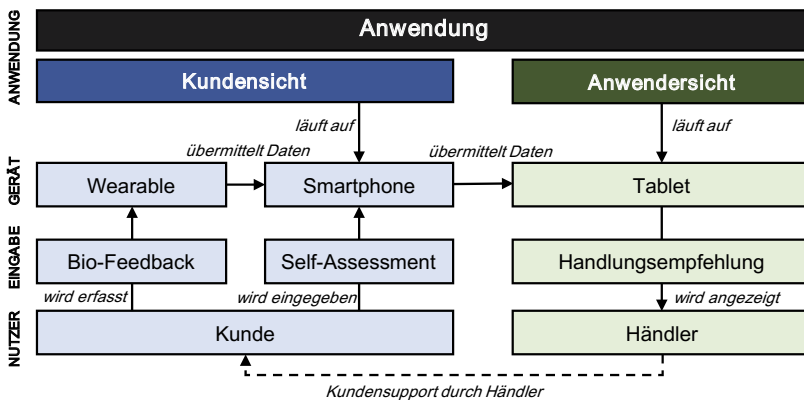 ANWENDUNG
Anwendung
Kundensicht
Anwendersicht
läuft auf
läuft auf
übermittelt Daten
übermittelt Daten
GERÄT
Wearable
Smartphone
Tablet
EINGABE
Bio-Feedback
Self-Assessment
Handlungsempfehlung
wird erfasst
wird eingegeben
wird angezeigt
NUTZER
Kunde
Händler
Kundensupport durch Händler